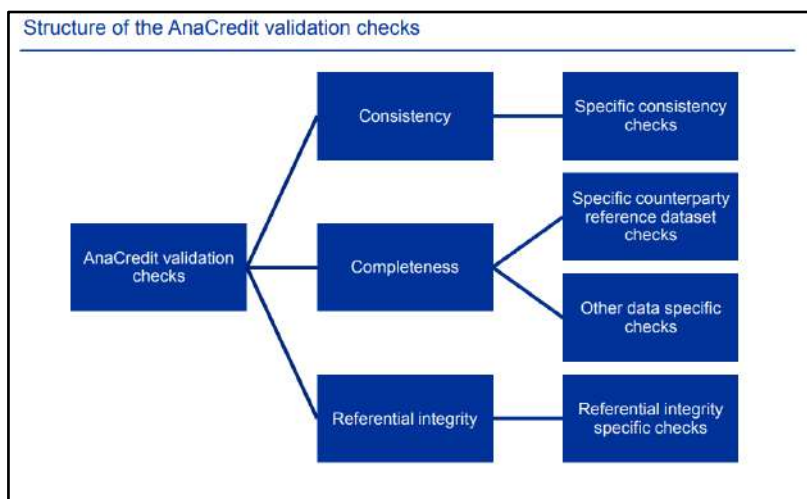 Structure of the AnaCredit validation checks
Consistency
Specific consistency
checks
Specific counterparty
reference dataset
checks
AnaCredit validation
checks
Completeness
Other data specific
checks
Referential integrity
Referential integrity
specific checks